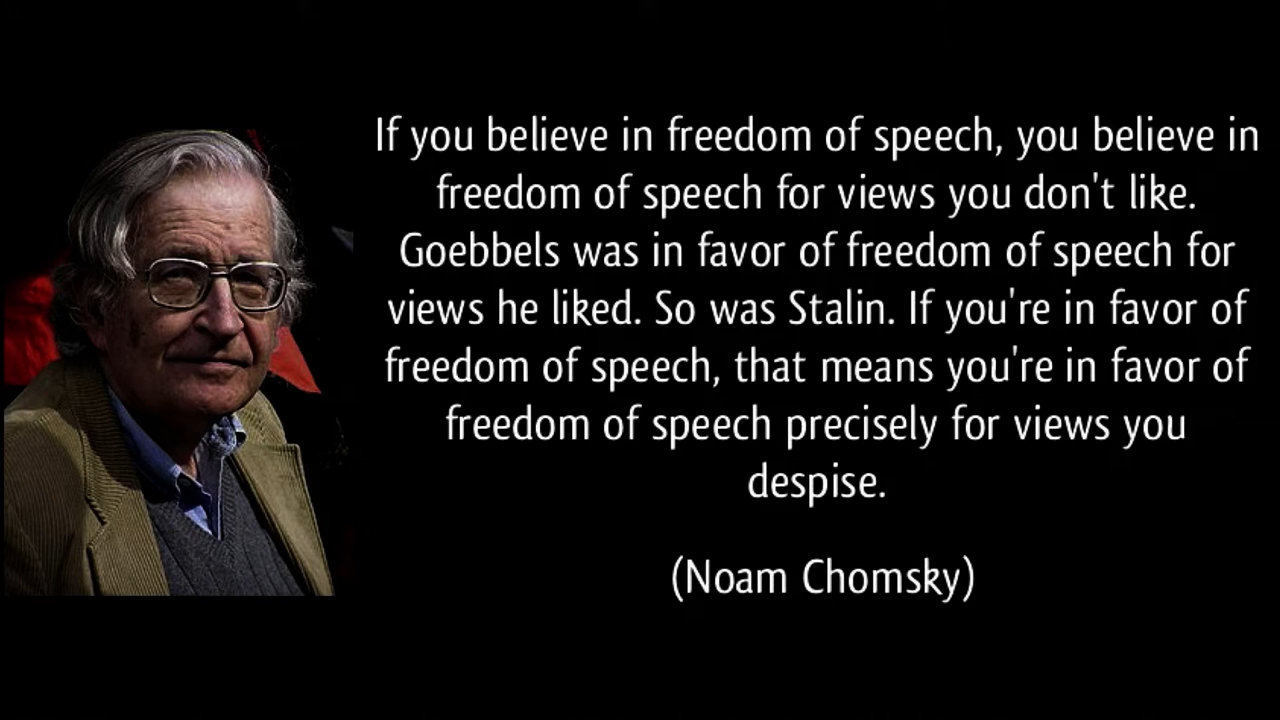 If you believe in freedom of speech, you believe in
freedom of speech for views you don't like.
Goebbels was in favor of freedom of speech for
views he liked. So was Stalin. If you're in favor of
freedom of speech, that means you're in favor of
freedom of speech precisely for views you
despise.
(Noam Chomsky)